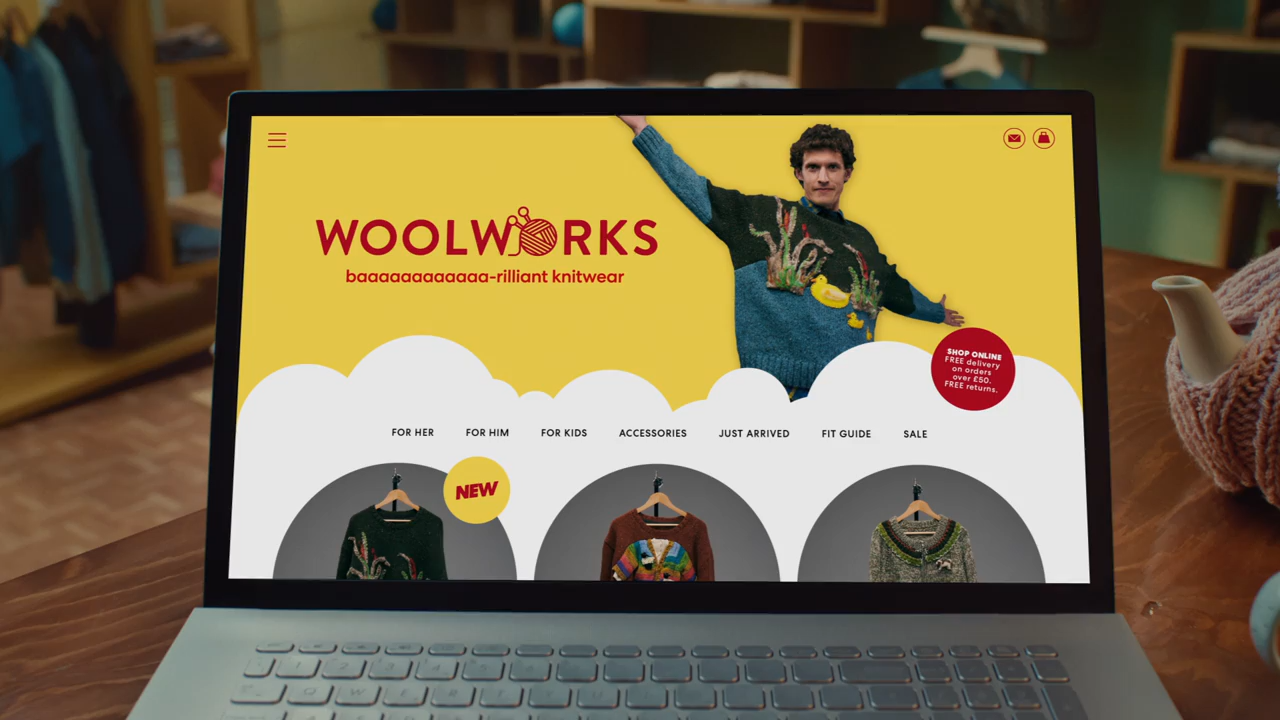 WOOLWORKS
baaaaaaaaaaaa-rilliant knitwear
SHOP ONLINE
FREE delivery
on orders
over £50.
FREE returns.
FOR HER
FOR HIM
FOR KIDS
ACCESSORIES
JUST ARRIVED
FIT GUIDE
SALE
NEW